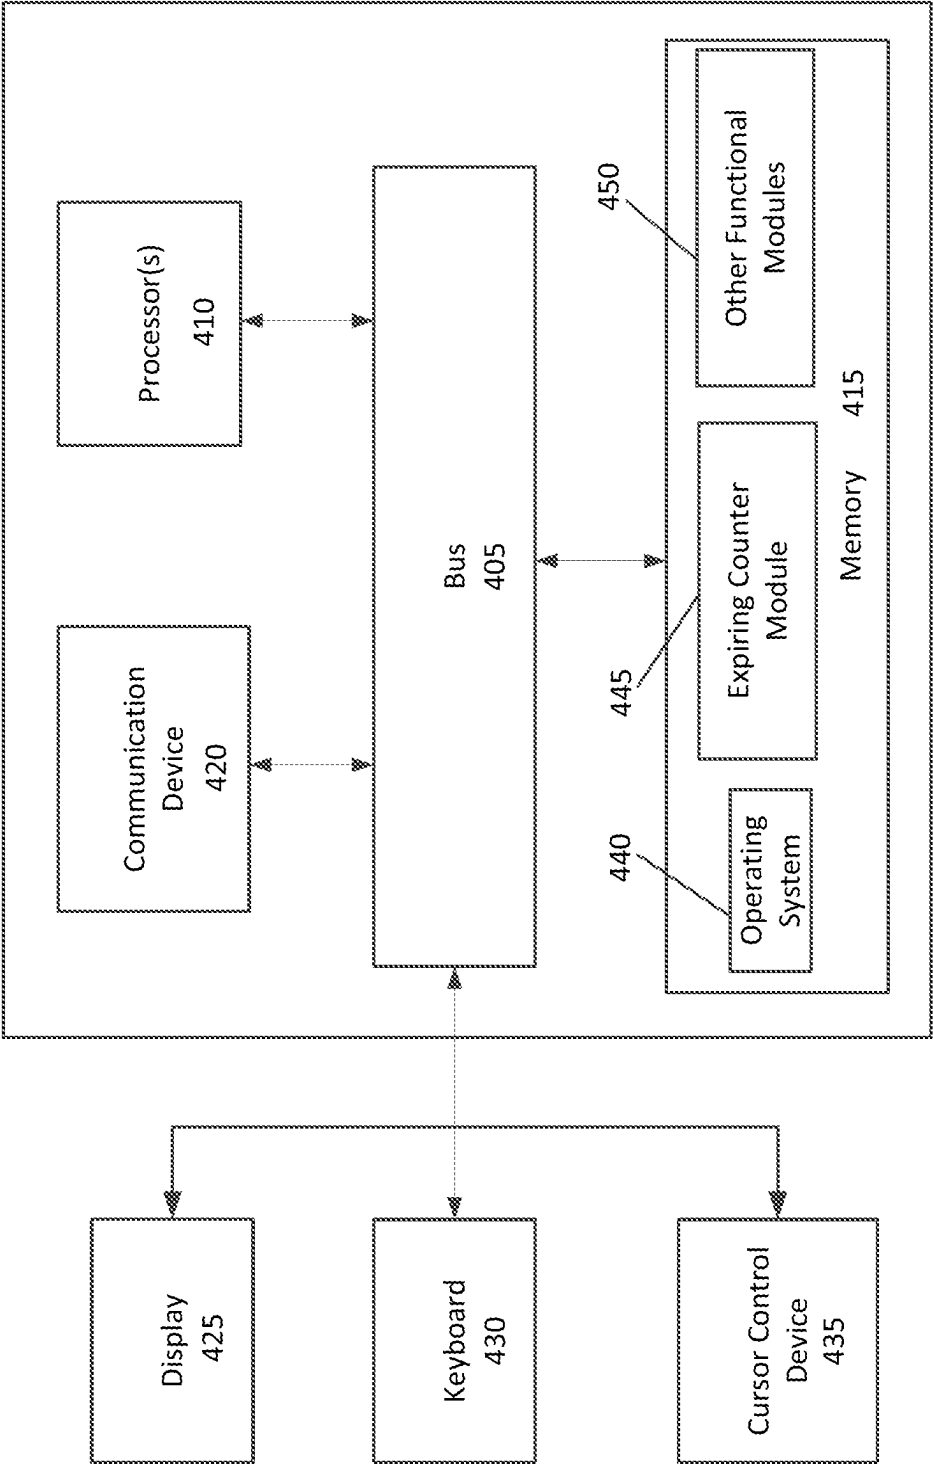 Display
425
Keyboard
430
Cursor Control
Device
435
Communication
Device
420
Processor(s)
410
Bus
405
440
Operating
System
445
Expiring Counter
Module
450
Other Functional
Modules
Memory 415